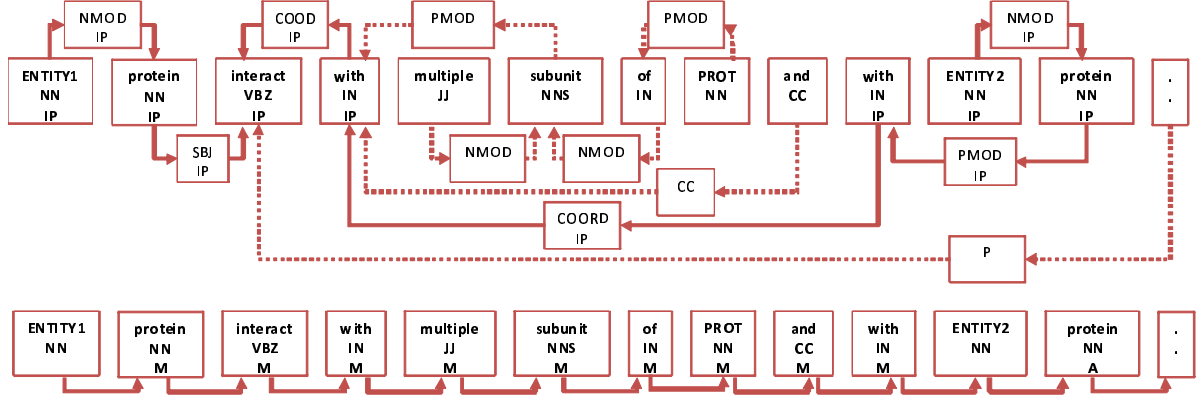 NMOD
IP
COOD
IP
PMOD
PMOD
NMOD
IP
ENTITY1
NN
IP
protein
NN
IP
interact
VBZ
IP
with
IN
IP
multiple
JJ
subunit
NNS
of
IN
PROT
NN
and
CC
with
IN
IP
ENTITY2
NN
IP
protein
NN
IP
.
.
SBJ
IP
NMOD
NMOD
PMOD
IP
CC
COORD
IP
P
ENTITY1
NN
protein
NN
M
interact
VBZ
M
with
IN
M
multiple
JJ
M
subunit
NNS
M
of
IN
M
PROT
NN
M
and
CC
M
with
IN
M
ENTITY2
NN
protein
NN
A
.
.